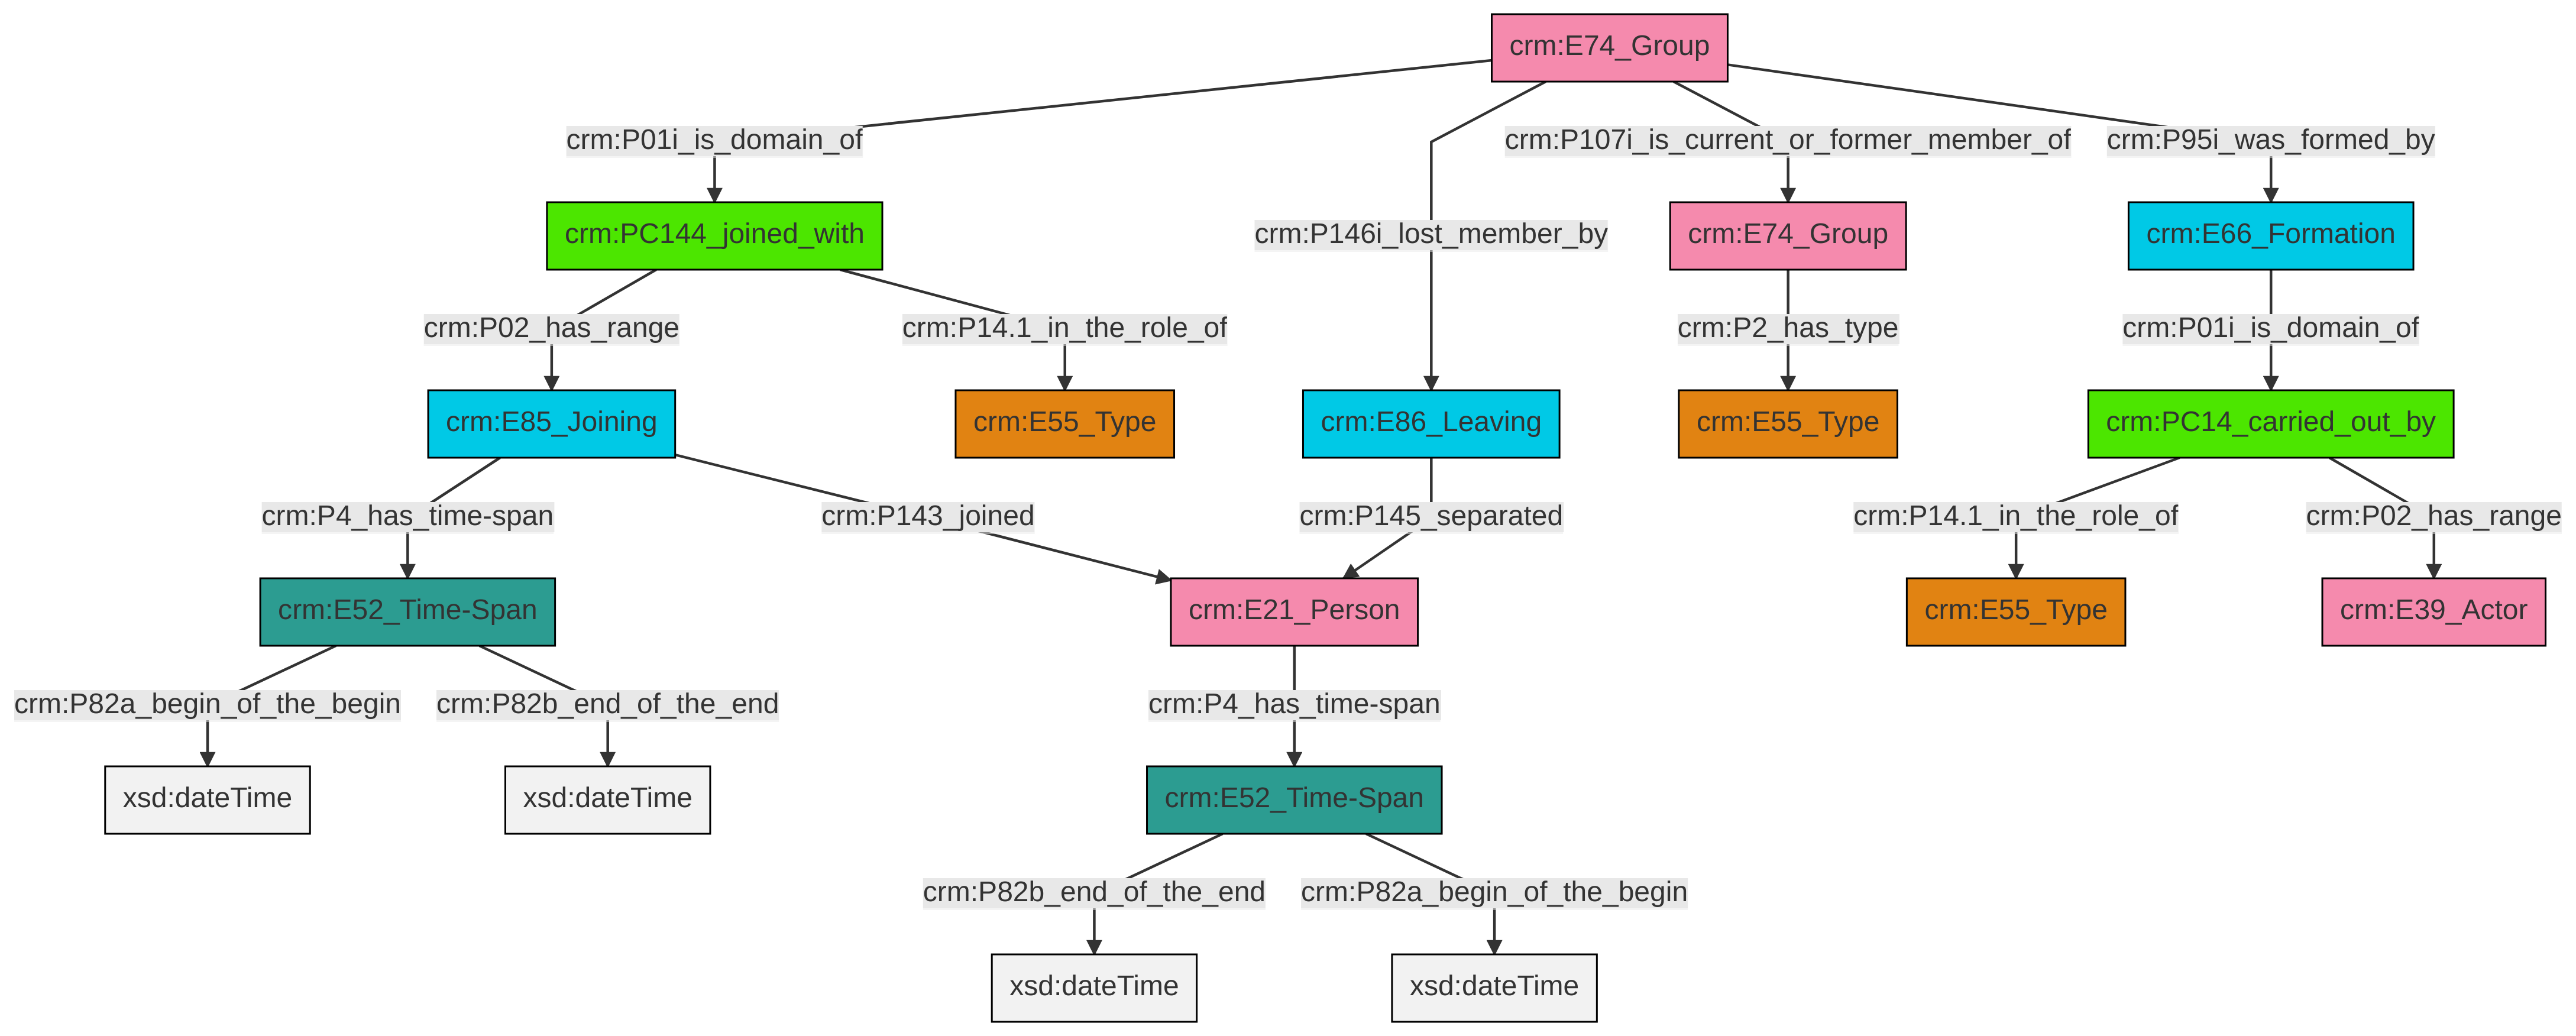 crm:E74_Group
crm:P01i_is_domain_of
crm:P107i_is_current_or_former_member_of
crm:P95i_was_formed_by
crm:PC144_joined_with
crm:P146i_lost_member_by
crm:E74_Group
crm:E66_Formation
crm:P02_has_range
crm:P14.1_in_the_role_of
crm:P2_has_type
crm:P01i_is_domain_of
crm:E85_Joining
crm:E55_Type
crm:E86_Leaving
crm:E55_Type
crm:PC14_carried_out_by
crm:P4_has_time-span
crm:P143_joined
crm:P145_separated
crm:P14.1_in_the_role_of
crm:P02_has_range
crm:E52_Time-Span
crm:E21_Person
crm:E55_Type
crm:E39_Actor
crm:P82a_begin_of_the_begin
crm:P82b_end_of_the_end
crm:P4_has_time-span
xsd:dateTime
xsd:dateTime
crm:E52_Time-Span
crm:P82b_end_of_the_end
crm:P82a_begin_of_the_begin
xsd:dateTime
xsd:dateTime